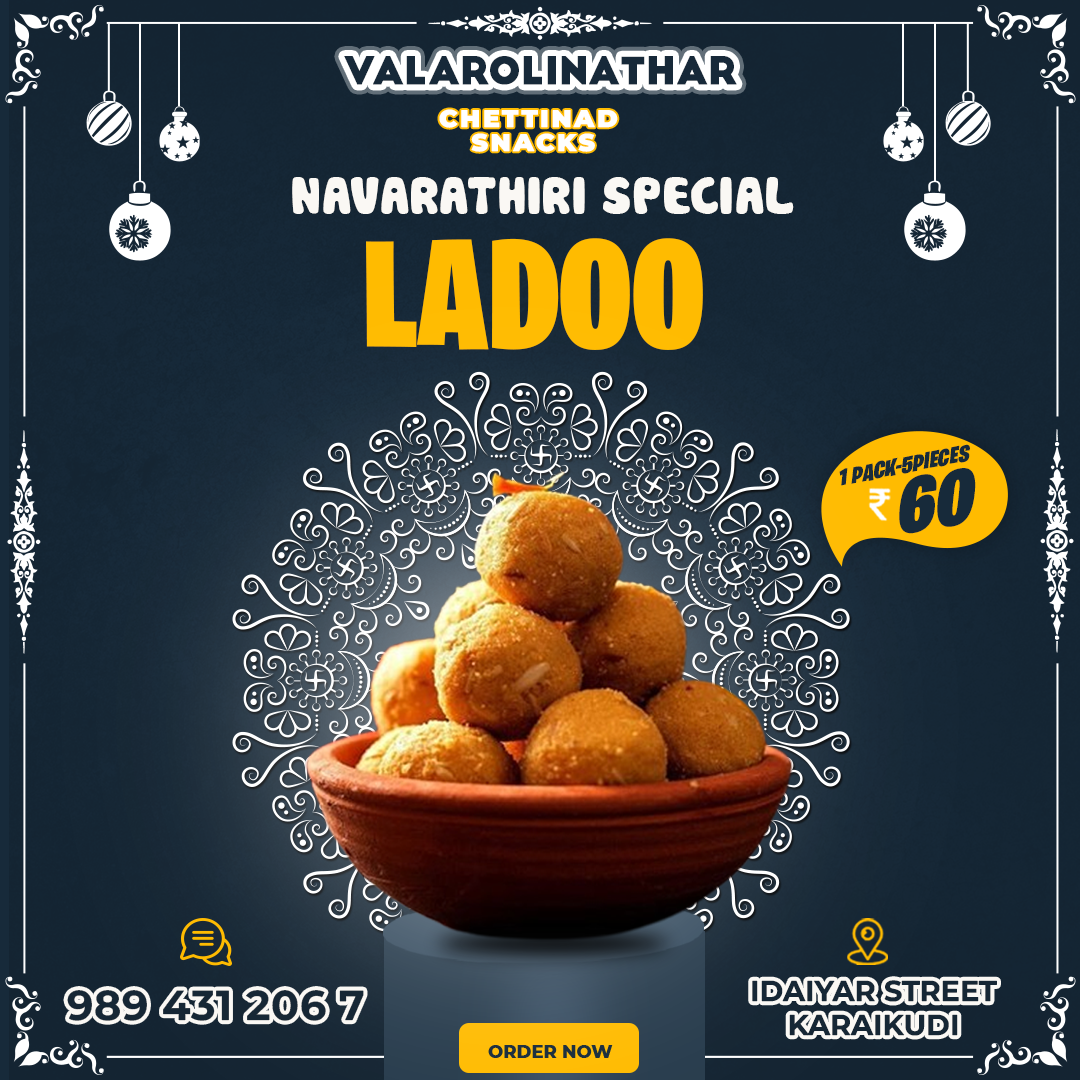 VALAROLINATHAR
CHETTINAD
SNACKS
NAVARATHIRI SPECIAL
LADOO
1 PACK-5PIECES
₹ 60
989 431 206 7
IDAIYAR STREET
KARAIKUDI
ORDER NOW